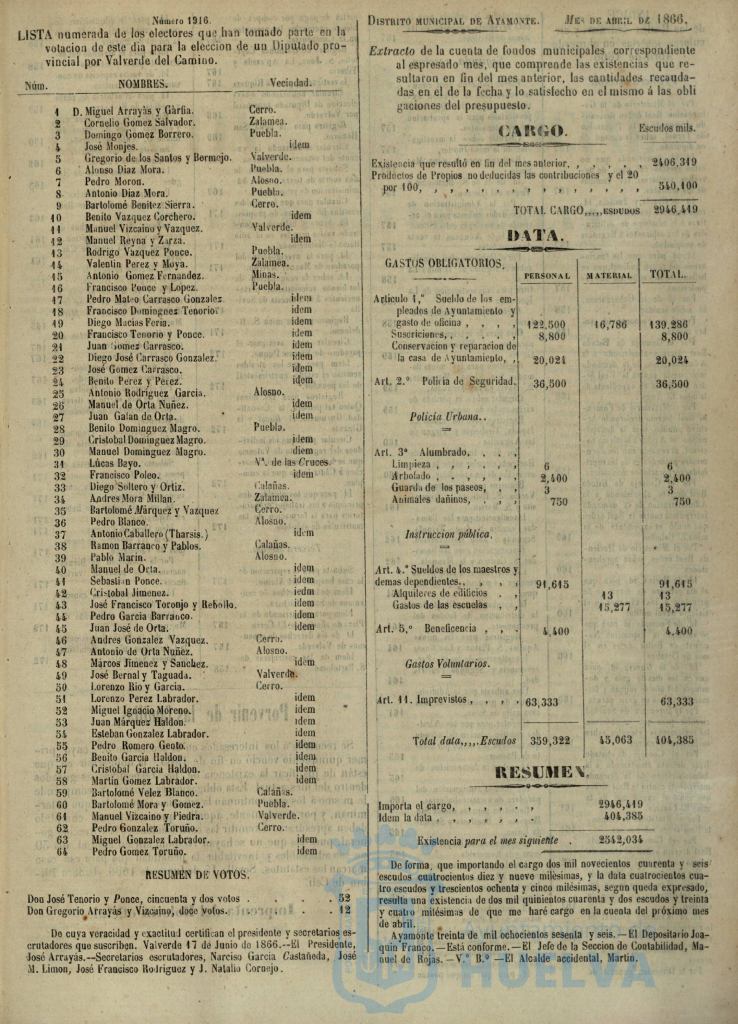 Número 1916.
LISTA numerada de los electores que han tomado parte en la
votacion de este dia para la eleccion de un Diputado pro-
vincial por Valverde del Camino.
Núm. NOMBRES. Veciodad.
1 D. Miguel Arrayás y Garfia. Cerro.
2 Cornelio Gomez Salvador. Zalamea.
3 Domingo Gomez Borrero. Puebla.
4 José Monjes. idem
5 Gregorio de los Santos y Bermejo. Valverde.
6 Alonso Diaz Mora. Puebla.
7 Pedro Moron. Alosno.
8 Antonio Diaz Mora. Puebla.
9 Bartolomé Benitez Sierra. Cerro.
10 Benito Vazquez Corchero. idem
11 Manuel Vizcaino y Vazquez. Valverde.
12 Manuel Reyna y Zarza. idem
13 Rodrigo Vazquez Ponce. Puebla.
14 Valentin Perez y Moya. Zalamea.
15 Antonio Gomez Fernandez. Minas.
16 Francisco Ponce y Lopez. Puebla.
17 Pedro Mateo Carrasco Gonzalez idem
18 Francisco Dominguez Tenorio. idem
19 Diego Macias Feria. idem
20 Francisco Tenorio y Ponce. idem
21 Juan Gomez Carrasco. idem
22 Diego José Carrasco Gonzalez. idem
23 José Gomez Carrasco. idem
24 Benito Perez y Perez. idem
25 Antonio Rodriguez Garcia. Alosno.
26 Manuel de Orta Nuñez. idem
27 Juan Galan de Orta. idem
28 Benito Dominguez Magro. Puebla.
29 Cristobal Dominguez Magro. idem
30 Manuel Dominguez Magro. diem
31 Lúcas Bayo. Vª. de las Cruces
32 Francisco Poleo. idem
33 Diego Soltero y Ortiz. Calañas.
34 Andres Mora Millan. Zalamea.
35 Bartolomé Márquez y Vazquez Cerro.
36 Pedro Blanco. Alosno.
37 Antonio Caballero (Tharsis.) idem
38 Ramon Barranco y Pablos. Calañas.
39 Pablo Marin. Alosno.
40 Manuel de Orta. idem
41 Sebastian Ponce. idem
42 Cristobal Jimenez. iedm
43 José Francisco Toronjo y Rebollo. idem
44 Pedro Garcia Barranco. idem
45 Juan José de Orta. idem
46 Andres Gonzalez Vazquez. Cerro.
47 Antonio de Orta Nuñez. Alosno.
48 Marcos Jimenez y Sanchez. idem
49 José Bernal y Taguada. Valverde.
50 Lorenzo Rio y Garcia. Cerro.
51 Lorenzo Perez Labrador. idem
52 Miguel Ignacio Moreno. idem
53 Juan Márquez Haldon. idem
54 Esteban Gonzalez Labrador. idem
55 Pedro Romero Gento. idem
56 Benito Garcia Haldon. idem
57 Cristobal Garcia Haldon. idem
58 Martin Gomez Labrador. idem
59 Bartolomé Velez Blanco. Calañas.
60 Bartolomé Mora y Gomez. Puebla.
61 Manuel Vizcaino y Piedra. Valverde.
62 Pedro Gonzalez Toruño. Cerro.
63 Miguel Gonzalez Labrador. idem
64 Pedro Gomez Toruño. idem
RESUMEN DE VOTOS.
Don José Tenorio y Ponce, cincuenta y dos votos . . . . . 52
Don Gregorio Arrayás y Vizcaino, doce votos. . . . . 12
De cuya veracidad y exactitud certifican el presidente y secretarios es-
crutadores que suscriben. Valverde 17 de junio de 1866.--El Presidente,
José Arrayás.--Secretarios escrutadores, Narciso Garcia Castañeda, José
M. Limon, José Francisco Rodriguez y J. Natalio Cornejo.
DISTRITO MUNICIPAL DE AYAMONTE. MES DE ABRIL DE 1866.
Extracto de la cuenta de fondos municipales correspondiente
al espresado mes, que comprende las existencias que re-
sultaron en fin del mes anterior, las cantidades recauda-
das en el de la fecha y lo satisfecho en el mismo á las obli
gaciones del presupuesto.
CARGO. Escudos mils.
Existencia que resultó en fin del mes anterior, , , , , , 2406,319
Productos de Propios no deducidas las contribuciones y el 20
por 100, , , , , , , , , , , , , , 540,100
TOTAL CARGO,,,,,ESDUDOS 2946,419
DATA.
GASTOS OBLIGATORIOS. PERSONAL MATERIAL TOTAL.
Articulo 1,º Sueldo de los em-
pleados de Ayuntamiento y
gasto de oficina , , , , 122,500 16,786 139,286
Suscriciones, , , , , 8,800 8,800
Conservacion y reparacion de
la casa de Ayuntamiento, , 20,024 20,024
Art. 2.º Policia de Seguridad. 36,500 36,500
Policia Urbana..
Art. 3º Alumbrado, , , ,
Limpieza , , , , , , 6 6
Arbolado , , , , , , 2,400 2,400
Guarda de los paseos, , , 3 3
Animales dañinos, , , 750 750
Instruccion pública.
Art. 4.º Sueldos de los maestros y
demas dependientes., , , , 91,615 91,615
Alquileres de edificios , , 13 13
Gastos de las escuelas , , 15,277 15,277
Art. 5,º Beneficencia , , , 4,400 4,400
Gastos Voluntarios.
Art. 11. Imprevistos , , , , 63,333 63,333
Total data,,,,,Escudos 359,322 45,063 404,385
RESUMEN.
Importa el cargo, , , , , , 2946,419
Idem la data , , , , , , , 404,385
Existencia para el mes siguiente . 2542,034
De forma, que importando el cargo dos mil novecientos cuarenta y seis
escudos cuatrocientos diez y nueve milésimas, y la data cuatrocientos cua
tro escudos y trescientos ochenta y cinco milésimas, segun queda expresado,
resulta una existencia de dos mil quinientos cuarenta y dos escudos y treinta
y cuatro milésimas de que me haré cargo en la cuenta del próximo mes
de abril.
Ayamonte treinta de mil ochocientos sesenta y seis.—El Depositario Joa-
quin Franco.—Está conforme.—El Jefe de la Seccion de Contabilidad, Ma-
nuel de Rojas.—V.º B.º—El Alcalde accidental, Martin.
HUELVA